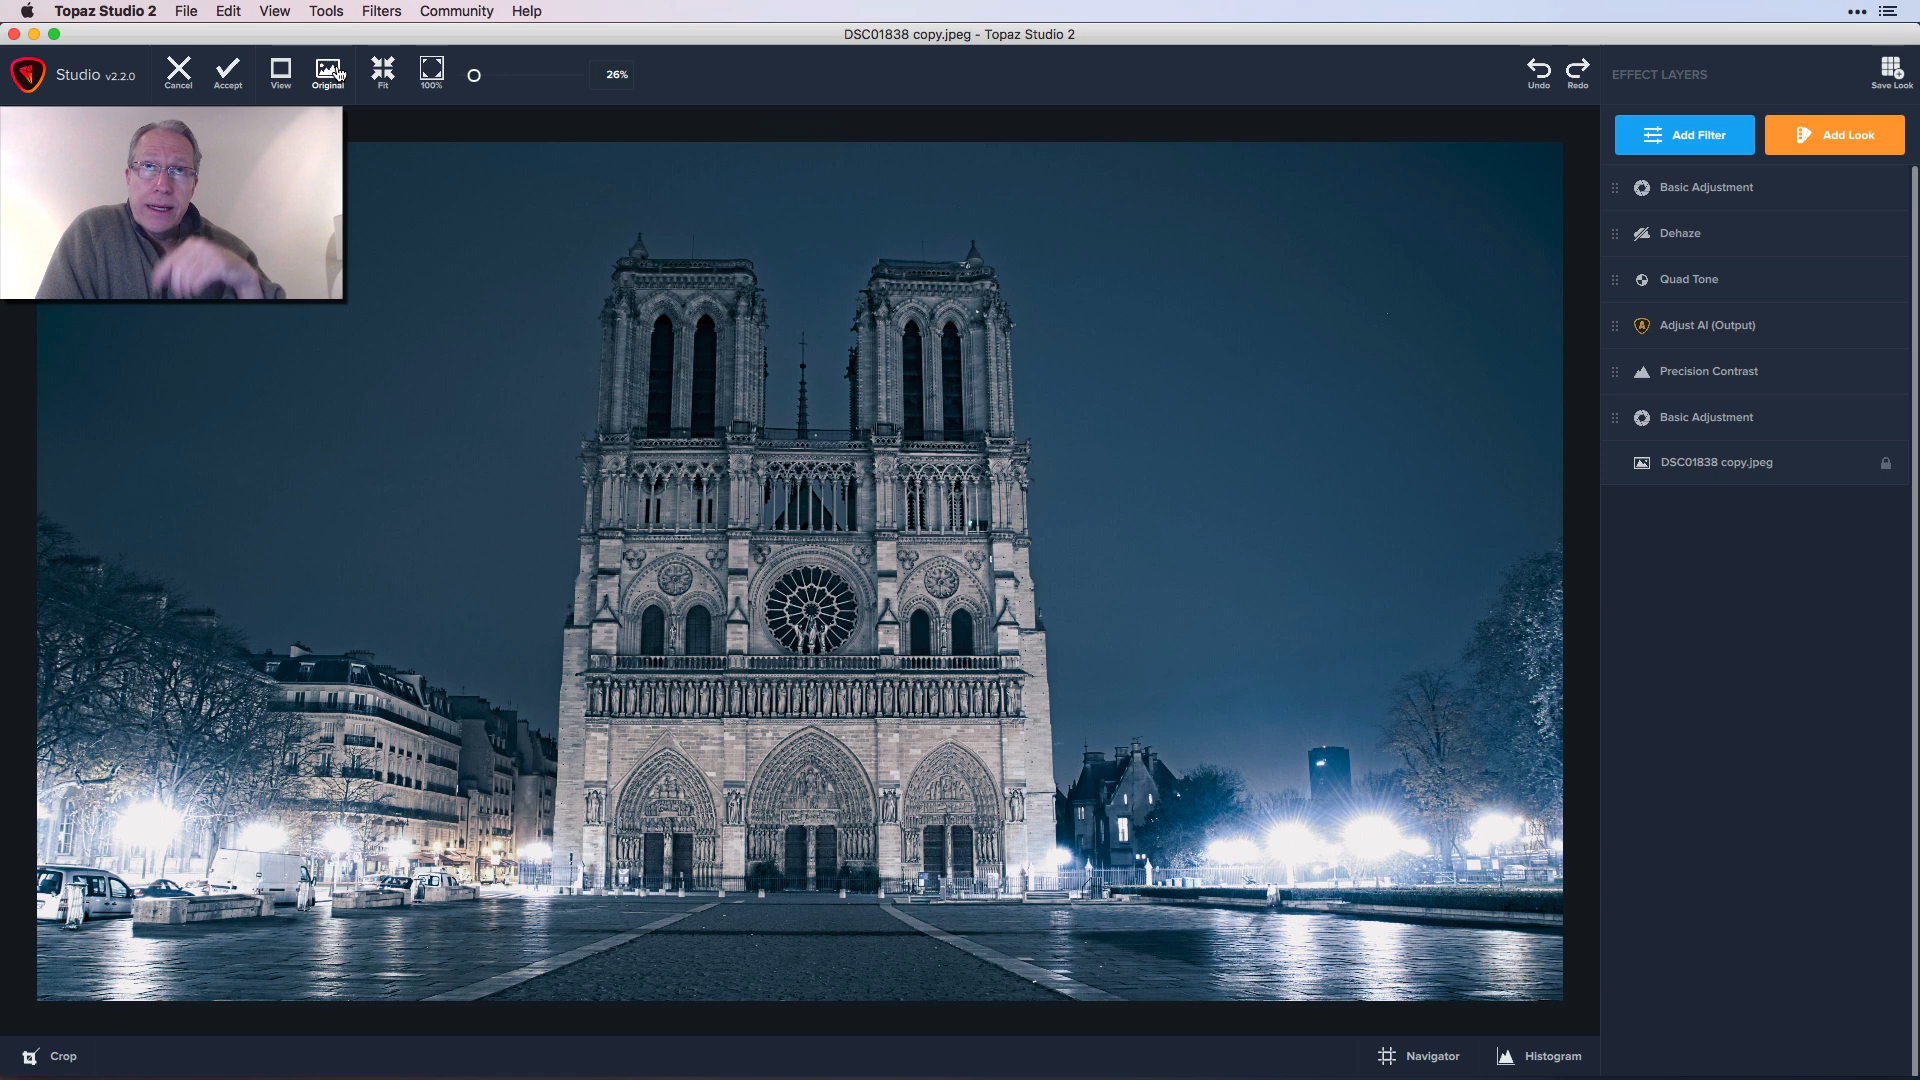 Topaz Studio 2 File Edit View Tools Filters Community Help
DSC01838 copy.jpeg - Topaz Studio 2
Studio v2.2.0
Cancel
Accept
View
Original
Fit
100%
26%
Undo
Redo
EFFECT LAYERS
Save Look
Add Filter
Add Look
Basic Adjustment
Dehaze
Quad Tone
Adjust AI (Output)
Precision Contrast
Basic Adjustment
DSC01838 copy.jpeg
Crop
Navigator
Histogram